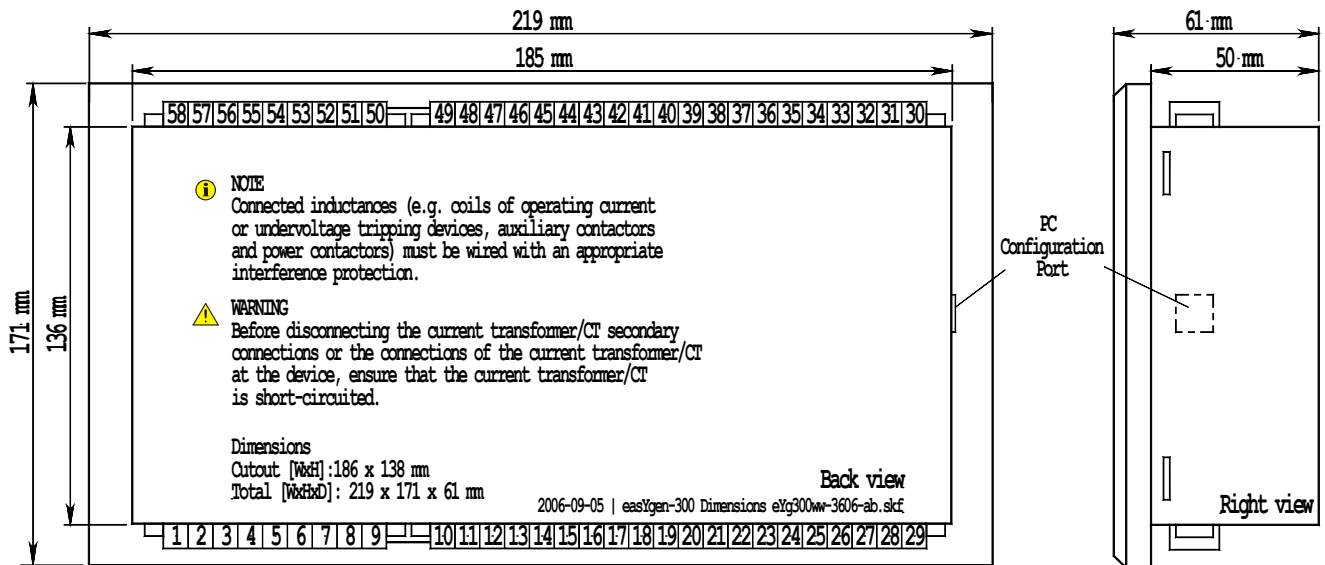 219 mm
61 mm
185 mm
50 mm
58 57 56 55 54 53 52 51 50 49 48 47 46 45 44 43 42 41 40 39 38 37 36 35 34 33 32 31 30
171 mm
136 mm
NOTE
Connected inductances (e.g. coils of operating current
or undervoltage tripping devices, auxiliary contactors
and power contactors) must be wired with an appropriate
interference protection.
WARNING
Before disconnecting the current transformer/CT secondary
connections or the connections of the current transformer/CT
at the device, ensure that the current transformer/CT
is short-circuited.
PC
Configuration
Port
Dimensions
Cutout [WxH]:186 x 138 mm
Total [WxHxD]: 219 x 171 x 61 mm
Back view
2006-09-05 | easYgen-300 Dimensions eYg300ww-3606-ab.skf
Right view
1 2 3 4 5 6 7 8 9 10 11 12 13 14 15 16 17 18 19 20 21 22 23 24 25 26 27 28 29